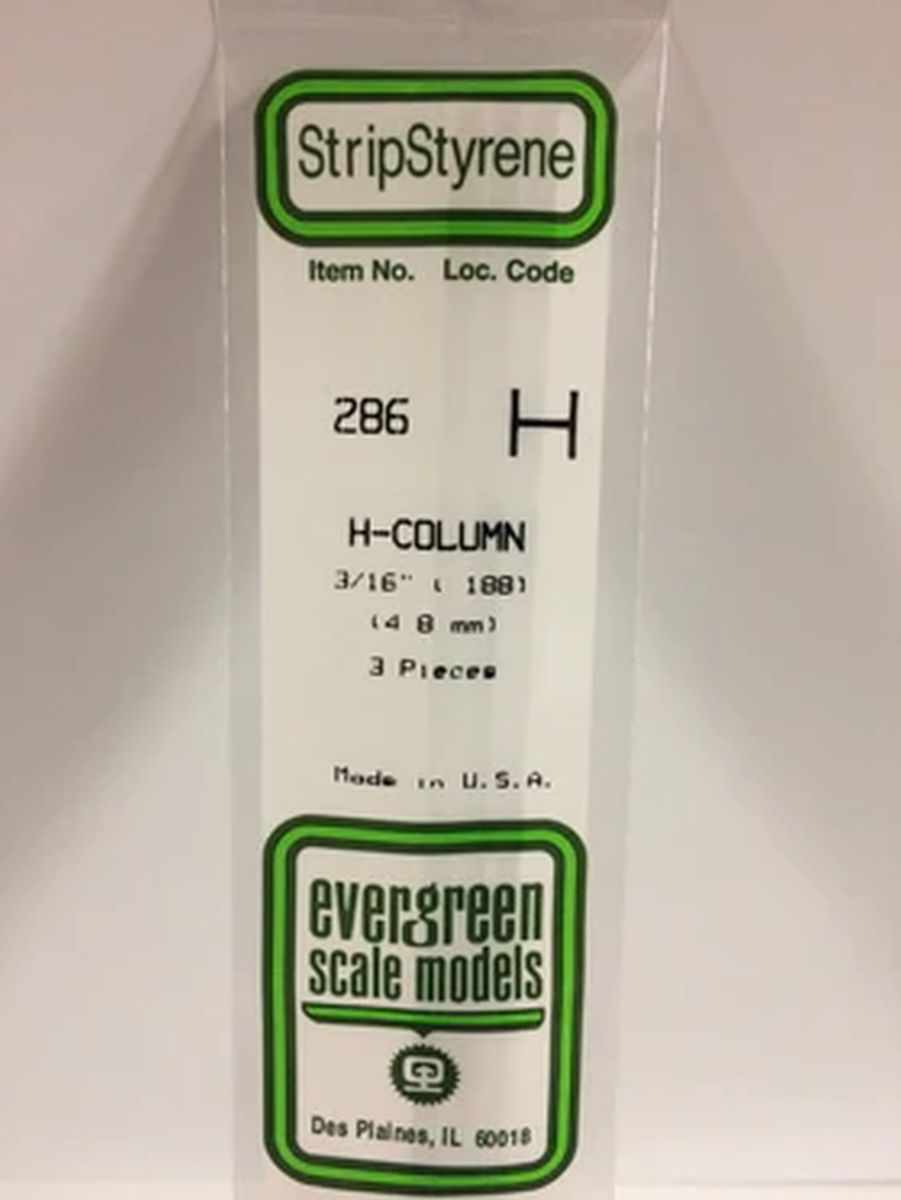 StripStyrene
Item No. Loc. Code
286 H
H-COLUMN
3/16" ( 188)
(4 8 mm)
3 Pieces
Made in U.S.A.
evergreen
scale models
Des Plaines, IL 60018